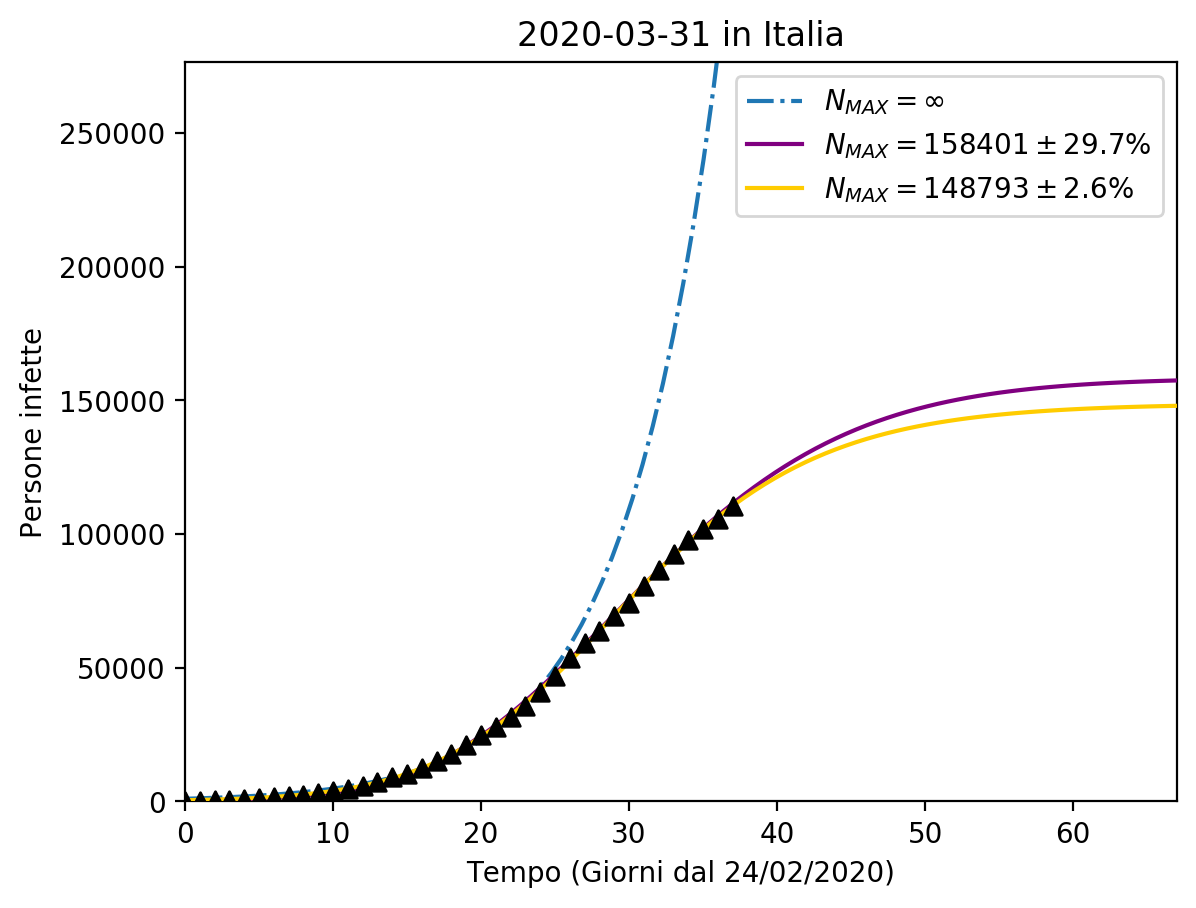 2020-03-31 in Italia
N_MAX = ∞
N_MAX = 158401 ± 29.7%
N_MAX = 148793 ± 2.6%
Persone infette
250000
200000
150000
100000
50000
0
0 10 20 30 40 50 60
Tempo (Giorni dal 24/02/2020)